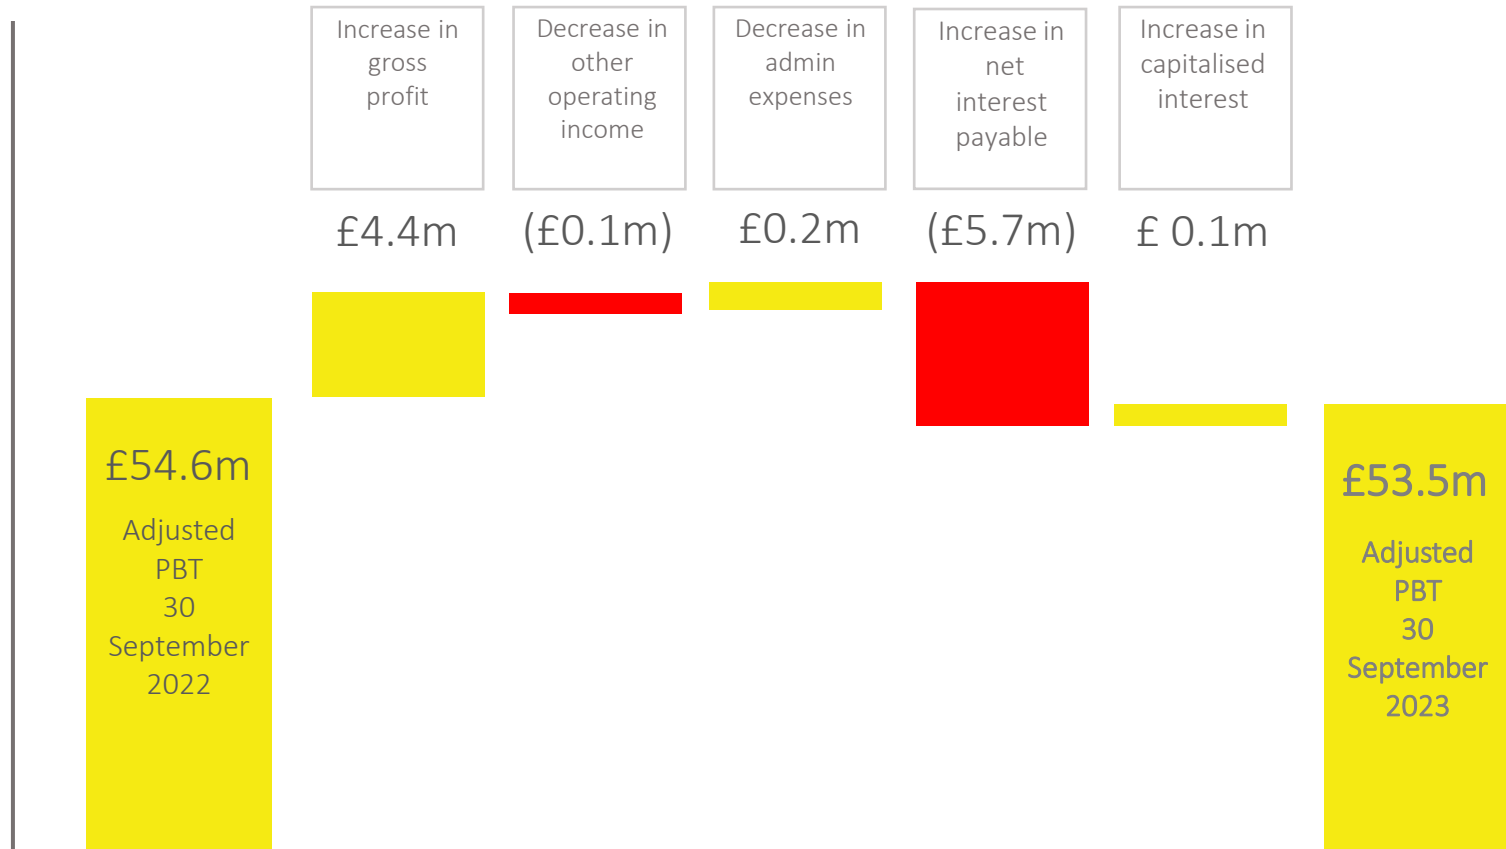 Increase in
gross
profit
Decrease in
other
operating
income
Decrease in
admin
expenses
Increase in
net
interest
payable
Increase in
capitalised
interest
£4.4m
(£0.1m)
£0.2m
(£5.7m)
£ 0.1m
£54.6m
Adjusted
PBT
30
September
2022
£53.5m
Adjusted
PBT
30
September
2023